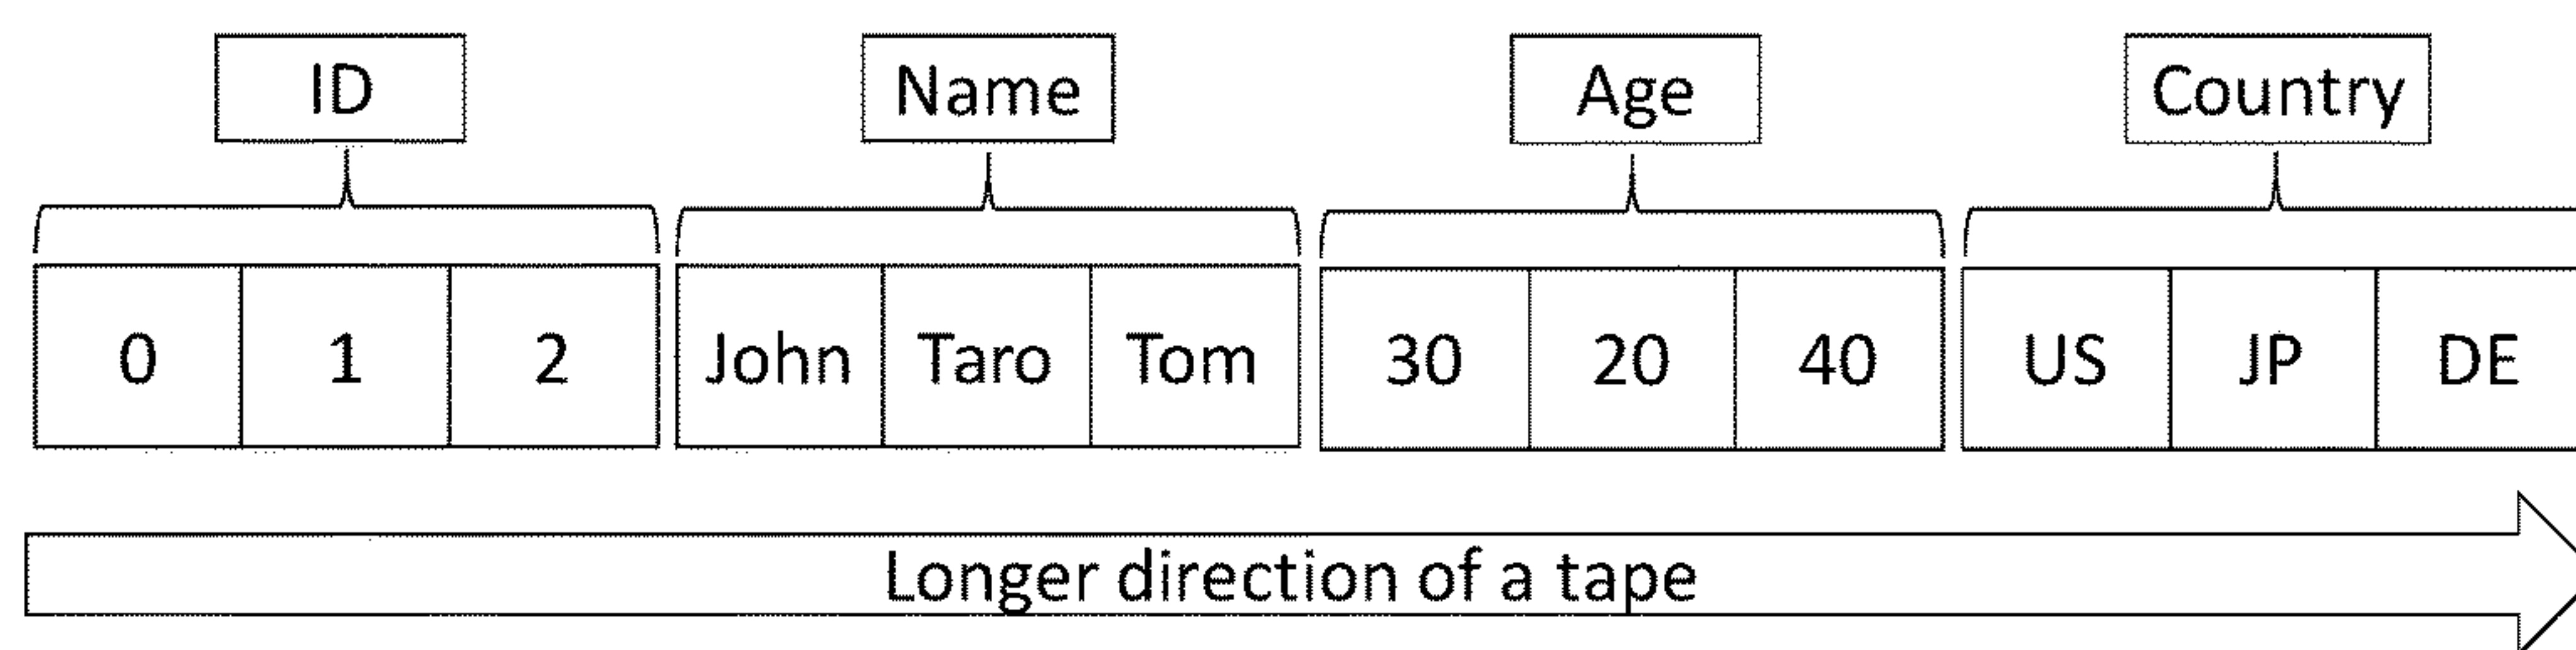 ID Name Age Country
0 1 2 John Taro Tom 30 20 40 US JP DE
Longer direction of a tape